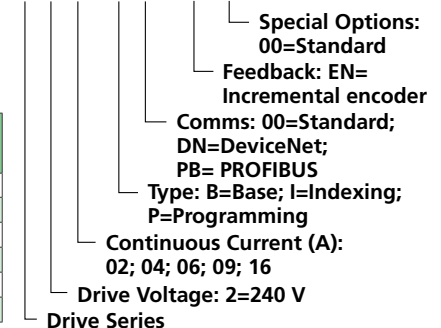 Special Options:
00=Standard
Feedback: EN=
Incremental encoder
Comms: 00=Standard;
DN=DeviceNet;
PB= PROFIBUS
Type: B=Base; I=Indexing;
P=Programming
Continuous Current (A):
02; 04; 06; 09; 16
Drive Voltage: 2=240 V
Drive Series